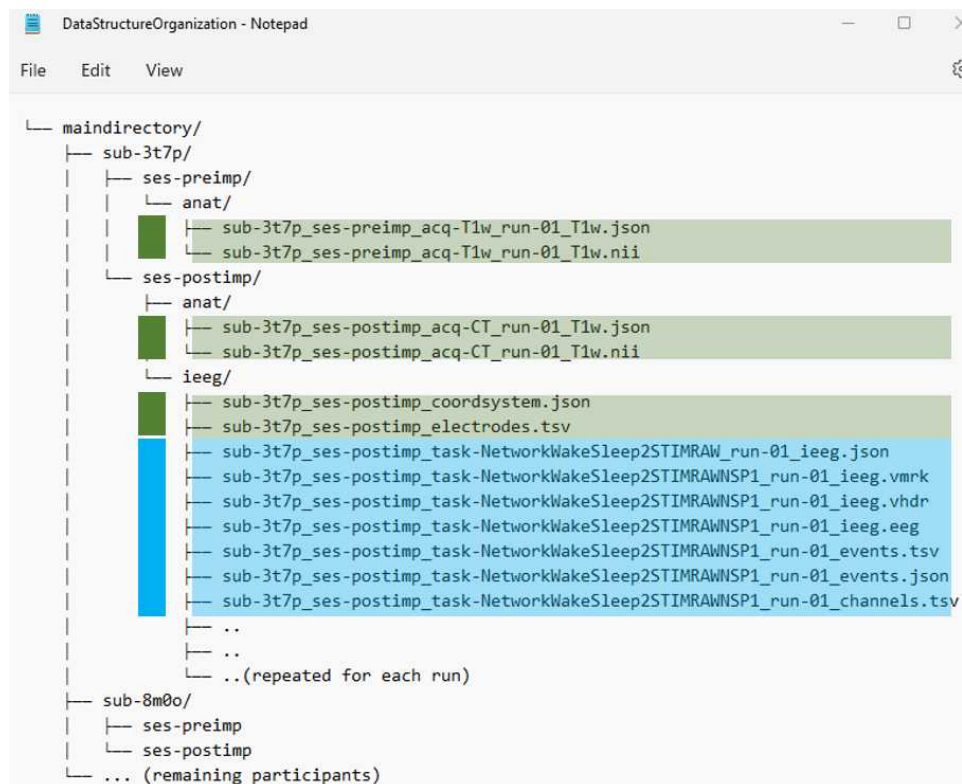 DataStructureOrganization - Notepad
File Edit View
└── maindirectory/
├── sub-3t7p/
│ ├── ses-preimp/
│ │ └── anat/
│ │ ├── sub-3t7p_ses-preimp_acq-T1w_run-01_T1w.json
│ │ └── sub-3t7p_ses-preimp_acq-T1w_run-01_T1w.nii
│ └── ses-postimp/
│ ├── anat/
│ ├── sub-3t7p_ses-postimp_acq-CT_run-01_T1w.json
│ └── sub-3t7p_ses-postimp_acq-CT_run-01_T1w.nii
│ └── ieeg/
│ ├── sub-3t7p_ses-postimp_coordsystem.json
│ ├── sub-3t7p_ses-postimp_electrodes.tsv
│ ├── sub-3t7p_ses-postimp_task-NetworkWakeSleep2STIMRAW_run-01_ieeg.json
│ ├── sub-3t7p_ses-postimp_task-NetworkWakeSleep2STIMRAWNSP1_run-01_ieeg.vmrk
│ ├── sub-3t7p_ses-postimp_task-NetworkWakeSleep2STIMRAWNSP1_run-01_ieeg.vhdr
│ ├── sub-3t7p_ses-postimp_task-NetworkWakeSleep2STIMRAWNSP1_run-01_ieeg.eeg
│ ├── sub-3t7p_ses-postimp_task-NetworkWakeSleep2STIMRAWNSP1_run-01_events.tsv
│ ├── sub-3t7p_ses-postimp_task-NetworkWakeSleep2STIMRAWNSP1_run-01_events.json
│ ├── sub-3t7p_ses-postimp_task-NetworkWakeSleep2STIMRAWNSP1_run-01_channels.tsv
│ ├── ..
│ ├── ..
│ └── ..(repeated for each run)
├── sub-8m0o/
│ ├── ses-preimp
│ └── ses-postimp
└── ... (remaining participants)